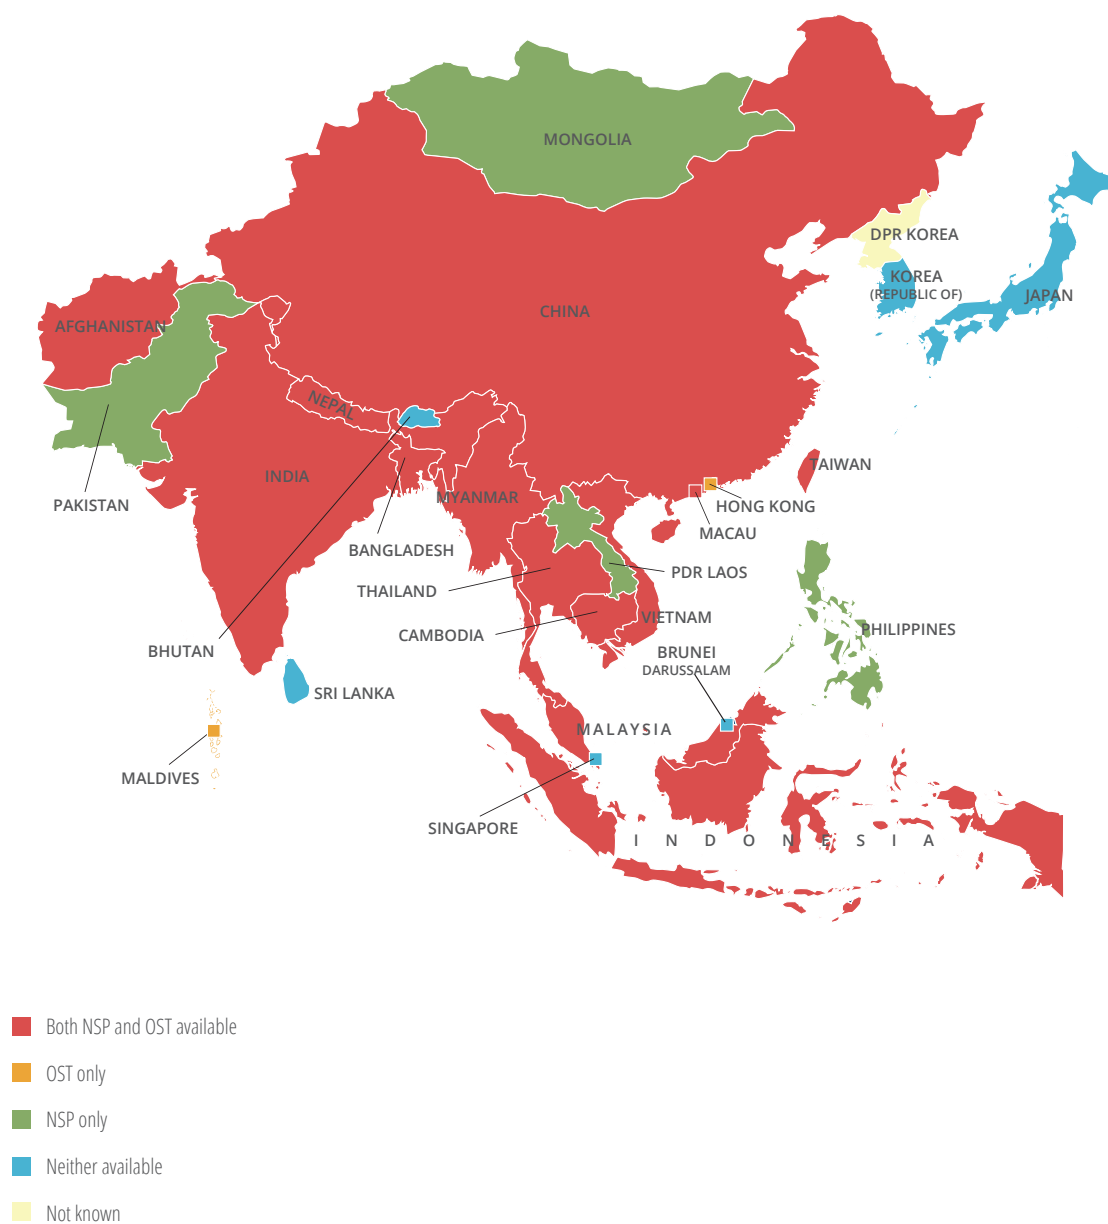 MONGOLIA
DPR KOREA
KOREA
(REPUBLIC OF)
JAPAN
CHINA
AFGHANISTAN
NEPAL
TAIWAN
INDIA
MYANMAR
PAKISTAN
HONG KONG
MACAU
BANGLADESH
PDR LAOS
THAILAND
VIETNAM
CAMBODIA
PHILIPPINES
BHUTAN
BRUNEI
DARUSSALAM
SRI LANKA
MALAYSIA
MALDIVES
SINGAPORE
INDONESIA
Both NSP and OST available
OST only
NSP only
Neither available
Not known